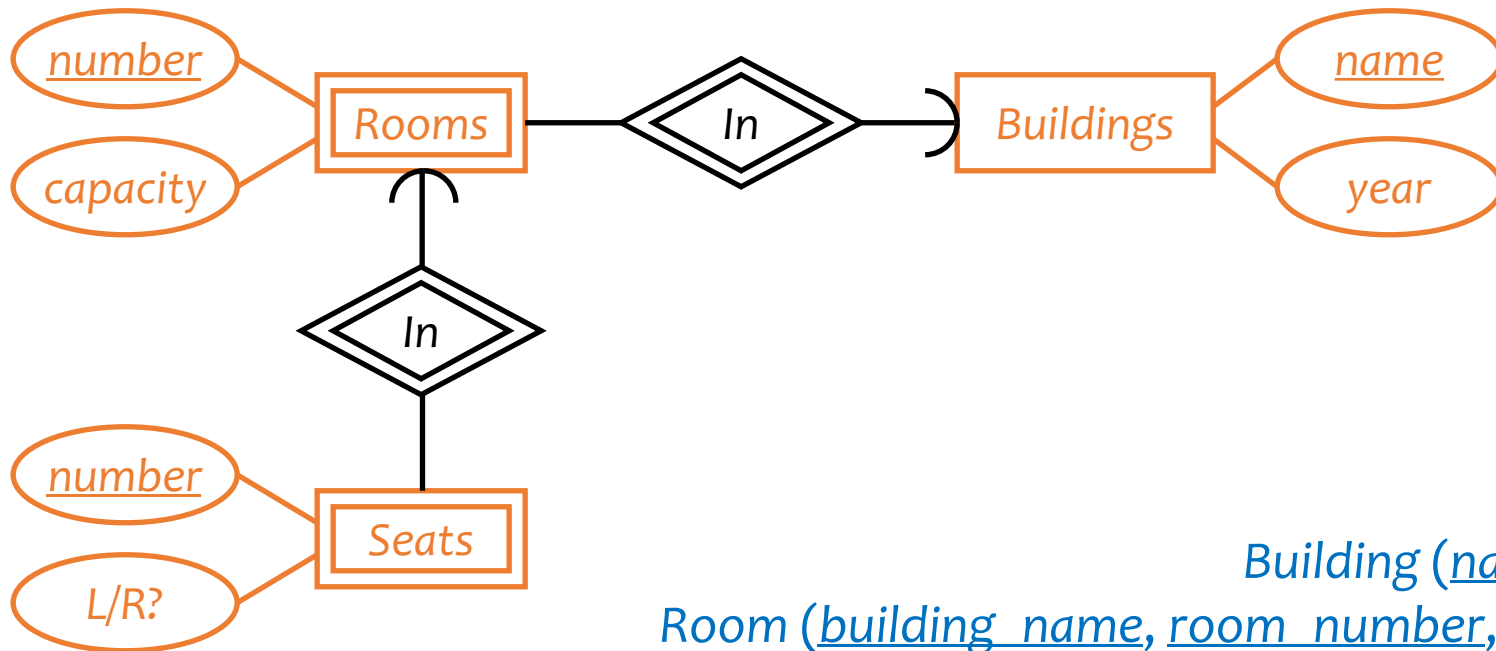 number
Rooms
In
Buildings
name
capacity
year
In
number
Seats
L/R?
Building (na
Room (building_name, room_number,